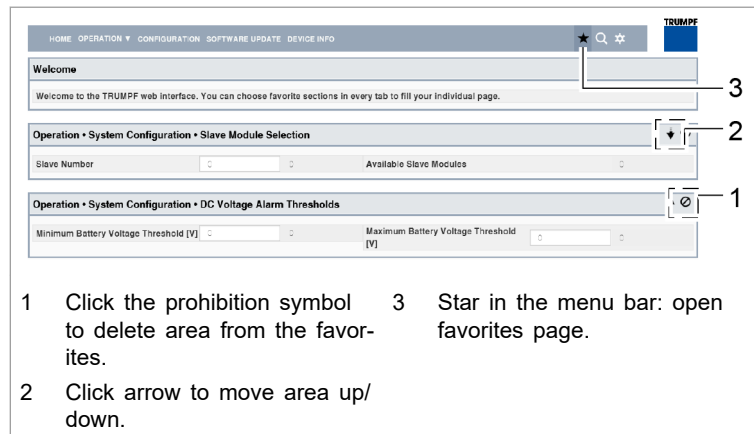 TRUMPF
HOME OPERATION ▼ CONFIGURATION SOFTWARE UPDATE DEVICE INFO
Welcome
Welcome to the TRUMPF web interface. You can choose favorite sections in every tab to fill your individual page.
3
Operation • System Configuration • Slave Module Selection
2
Slave Number
Available Slave Modules
Operation • System Configuration • DC Voltage Alarm Thresholds
1
Minimum Battery Voltage Threshold [V]
Maximum Battery Voltage Threshold
[V]
1 Click the prohibition symbol
to delete area from the favor-
ites.
2 Click arrow to move area up/
down.
3 Star in the menu bar: open
favorites page.